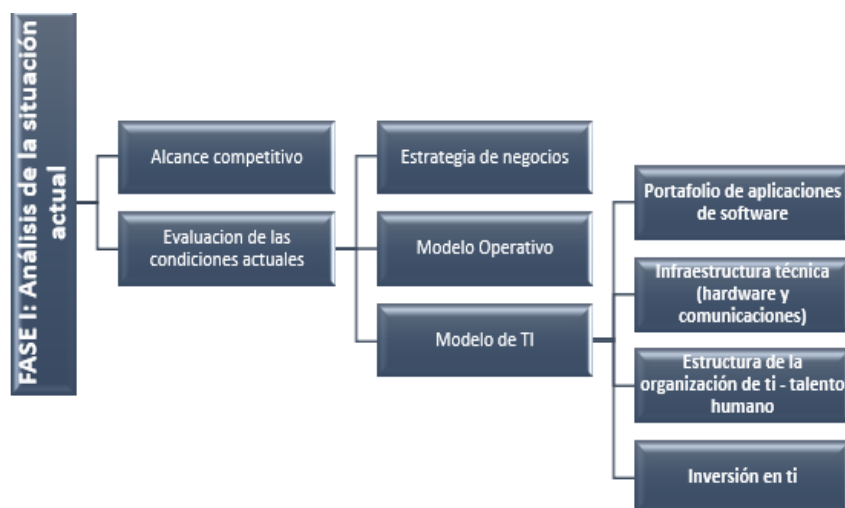 FASE I: Análisis de la situación
actual
Alcance competitivo
Evaluacion de las
condiciones actuales
Estrategia de negocios
Modelo Operativo
Modelo de TI
Portafolio de aplicaciones
de software
Infraestructura técnica
(hardware y
comunicaciones)
Estructura de la
organización de ti - talento
humano
Inversión en ti